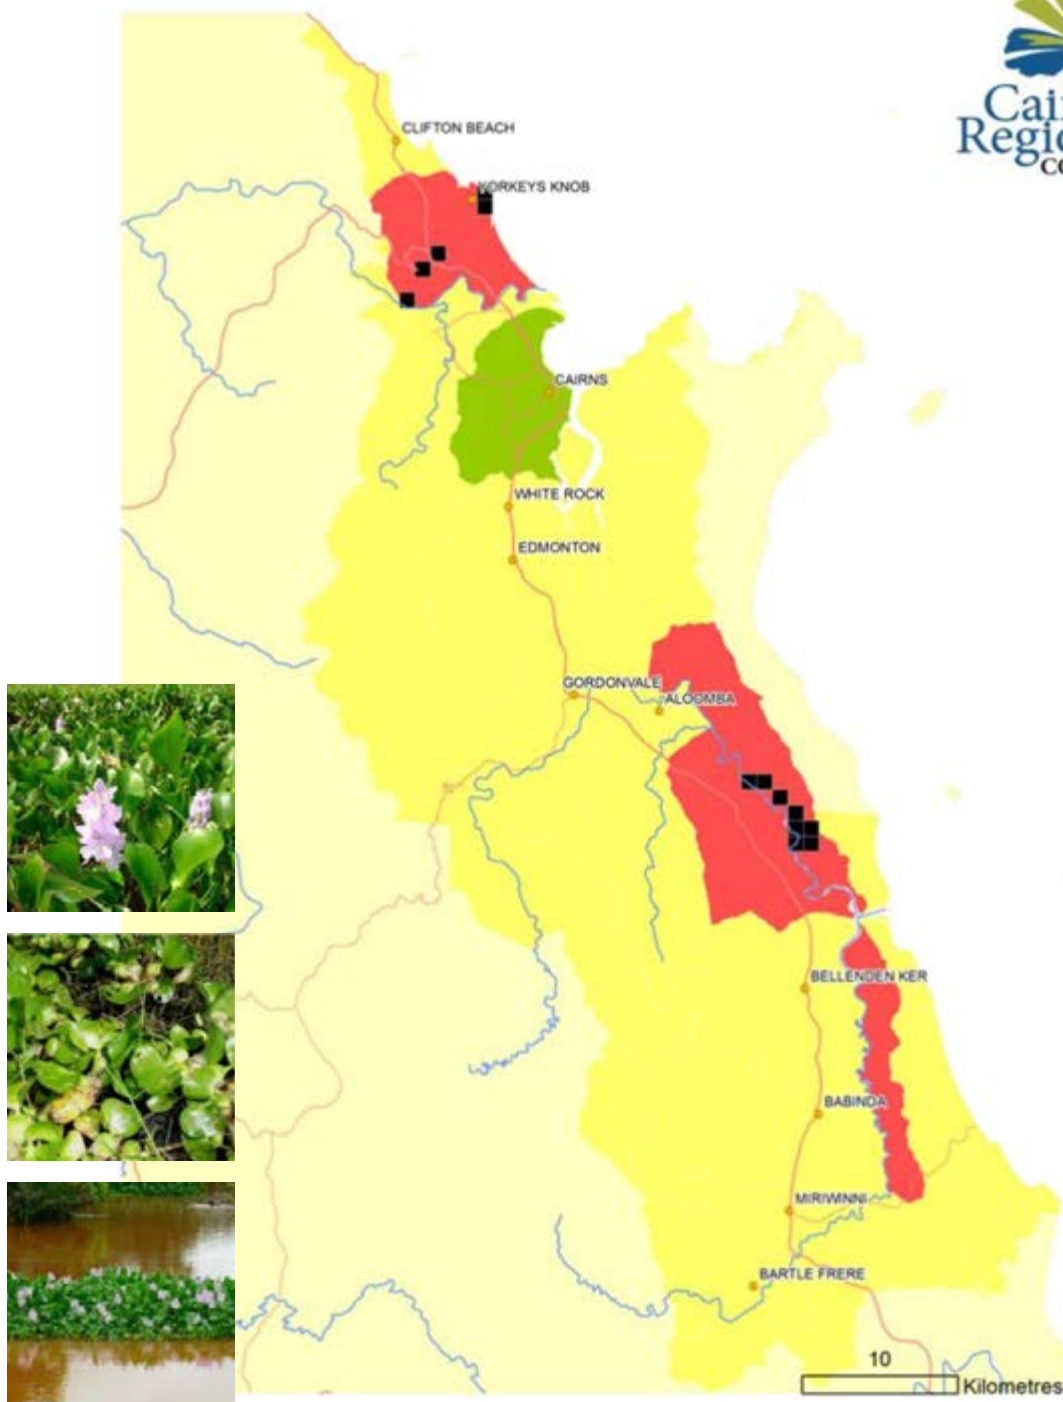 CLIFTON BEACH
YORKEYS KNOB
CAIRNS
WHITE ROCK
EDMONTON
GORDONVALE
ALOOMBA
BELLENDEN KER
BABINDA
MIRIWINNI
BARTLE FRERE
10
Kilometres